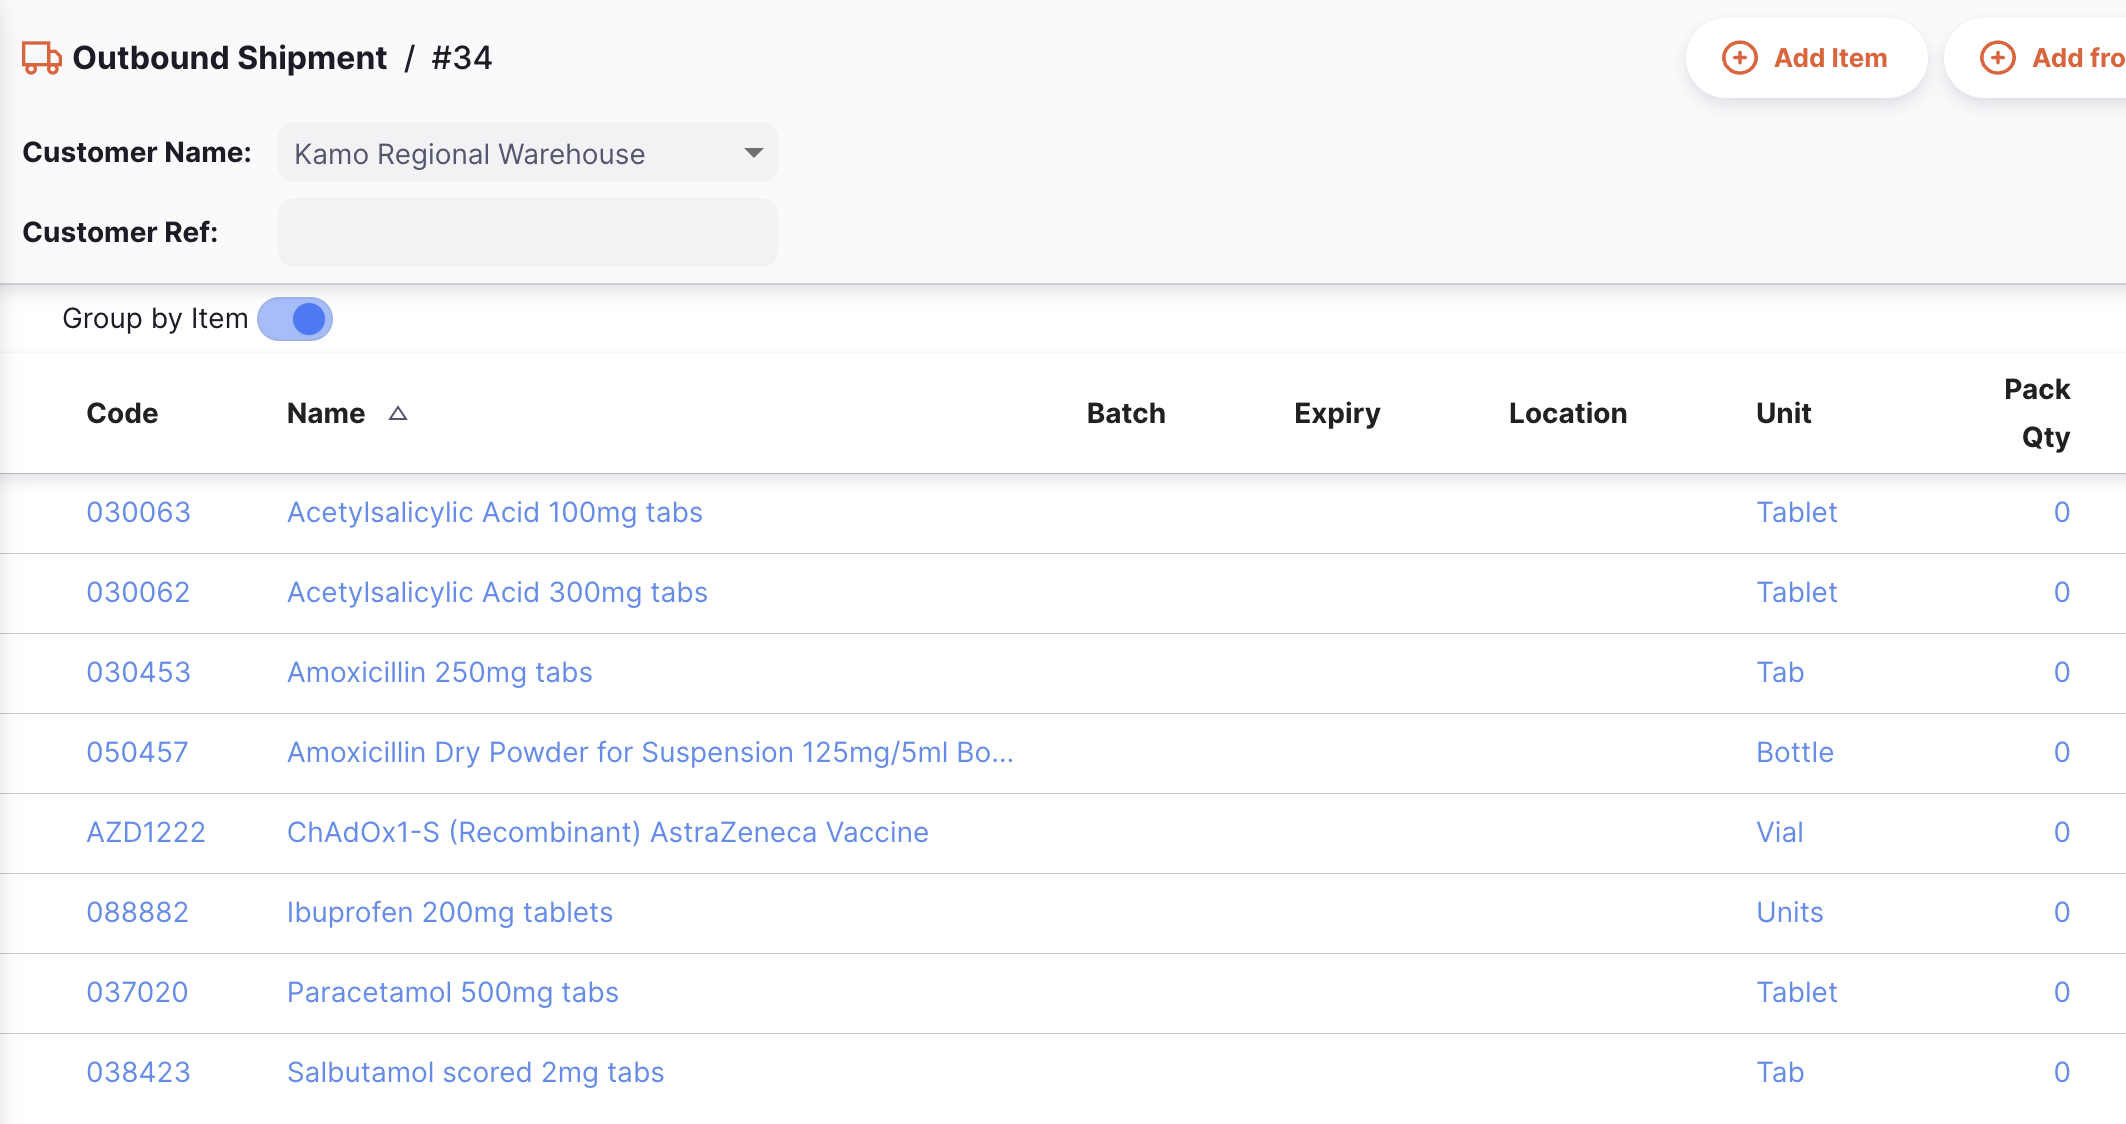 Outbound Shipment / #34
Add Item
Add fro
Customer Name: Kamo Regional Warehouse
Customer Ref:
Group by Item
Code Name Batch Expiry Location Unit Pack Qty
030063 Acetylsalicylic Acid 100mg tabs Tablet 0
030062 Acetylsalicylic Acid 300mg tabs Tablet 0
030453 Amoxicillin 250mg tabs Tab 0
050457 Amoxicillin Dry Powder for Suspension 125mg/5ml Bo... Bottle 0
AZD1222 ChAdOx1-S (Recombinant) AstraZeneca Vaccine Vial 0
088882 Ibuprofen 200mg tablets Units 0
037020 Paracetamol 500mg tabs Tablet 0
038423 Salbutamol scored 2mg tabs Tab 0